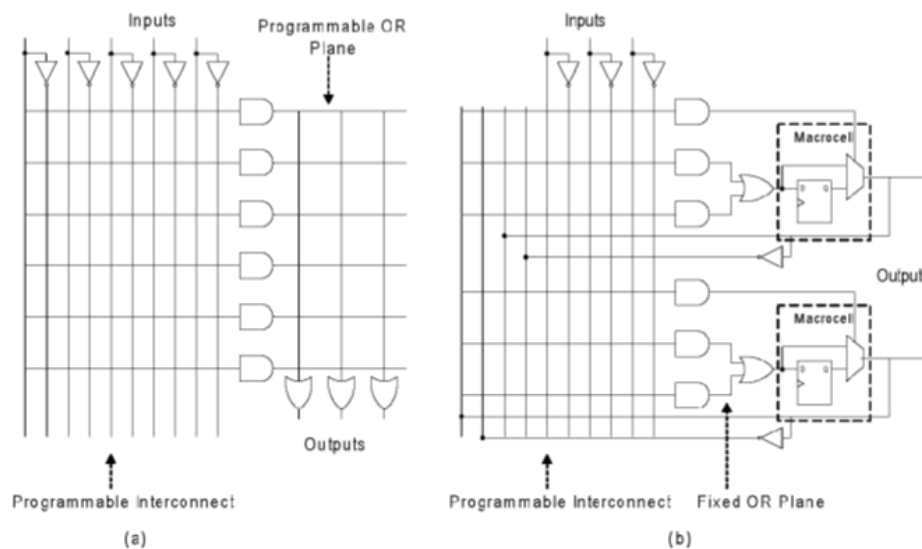 Inputs
Programmable OR
Plane
Outputs
Programmable Interconnect
(a)
Inputs
Macrocell
D Q
Output
Macrocell
D Q
Programmable Interconnect
Fixed OR Plane
(b)